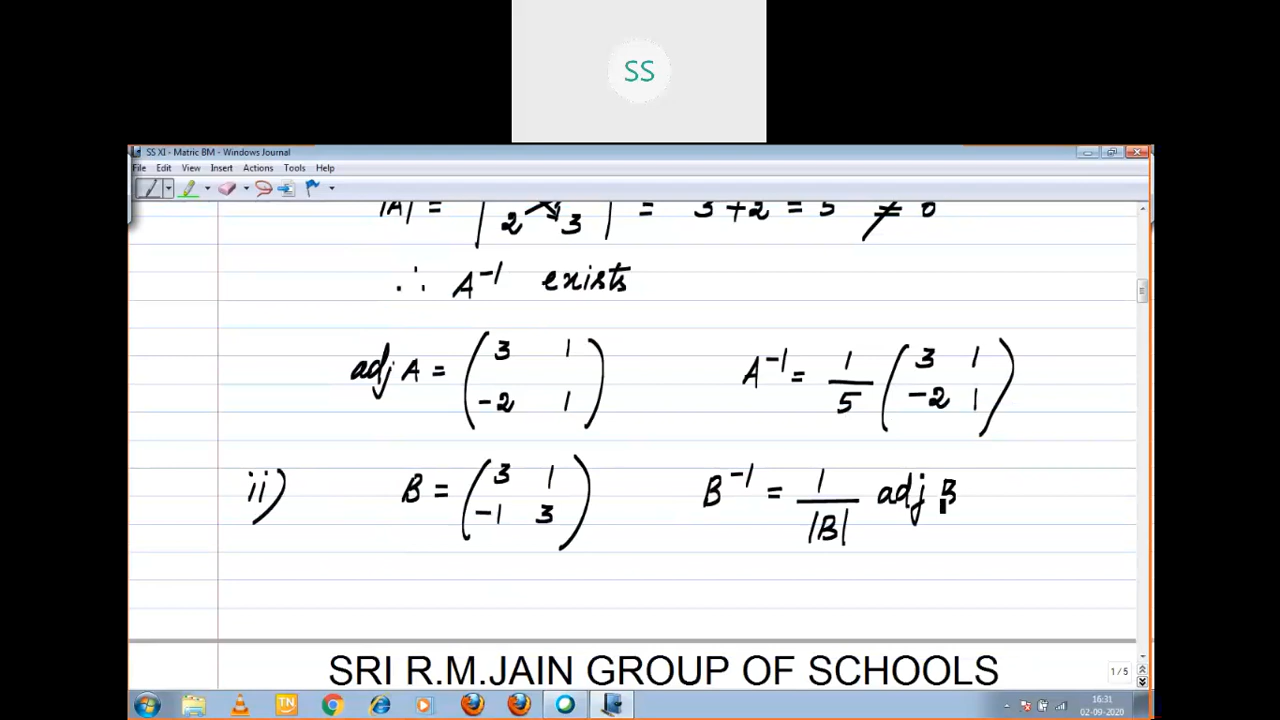 SS
SS XI - Matric BM - Windows Journal
File Edit View Insert Actions Tools Help
|A| = | 2 3 | = 3 + 2 = 5 ≠ 0
∴ A⁻¹ exists
adj A = ( 3 1 ; -2 1 ) A⁻¹ = 1/5 ( 3 1 ; -2 1 )
ii) B = ( 3 1 ; -1 3 ) B⁻¹ = 1/|B| adj B
SRI R.M.JAIN GROUP OF SCHOOLS
1/5
TN
16:31
02-09-2020